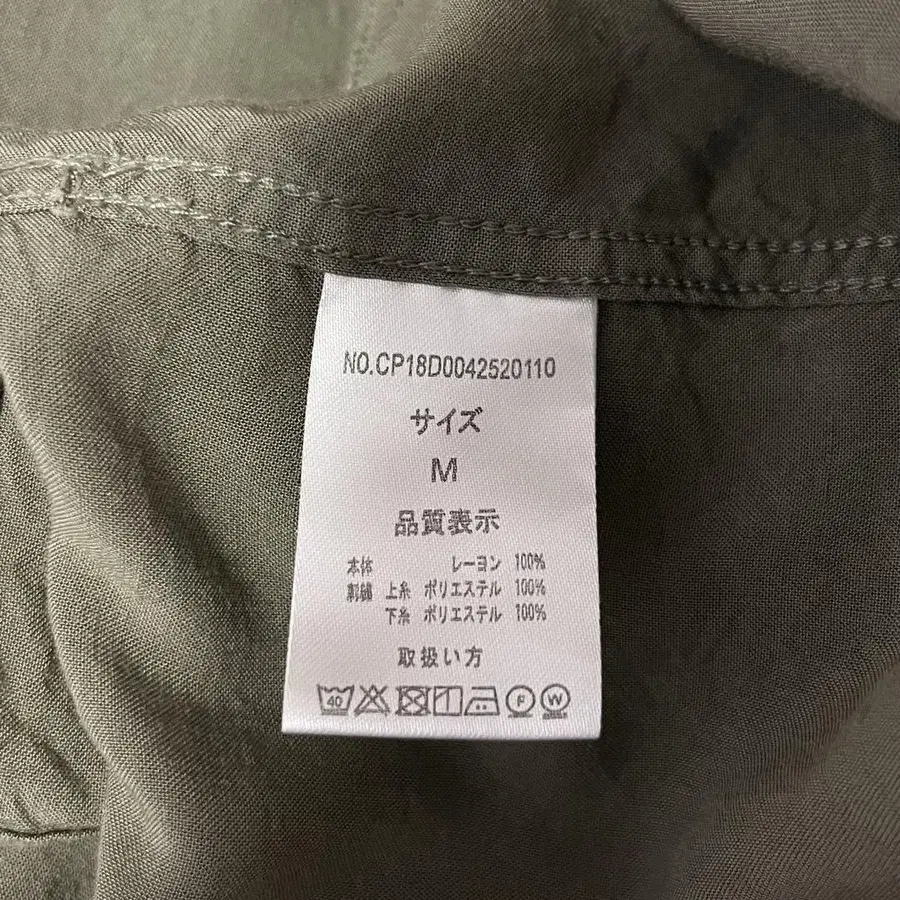 NO.CP18D0042520110
サイズ
M
品質表示
本体 レーヨン 100%
刺繍 上糸 ポリエステル 100%
下糸 ポリエステル 100%
取扱い方
40 F W